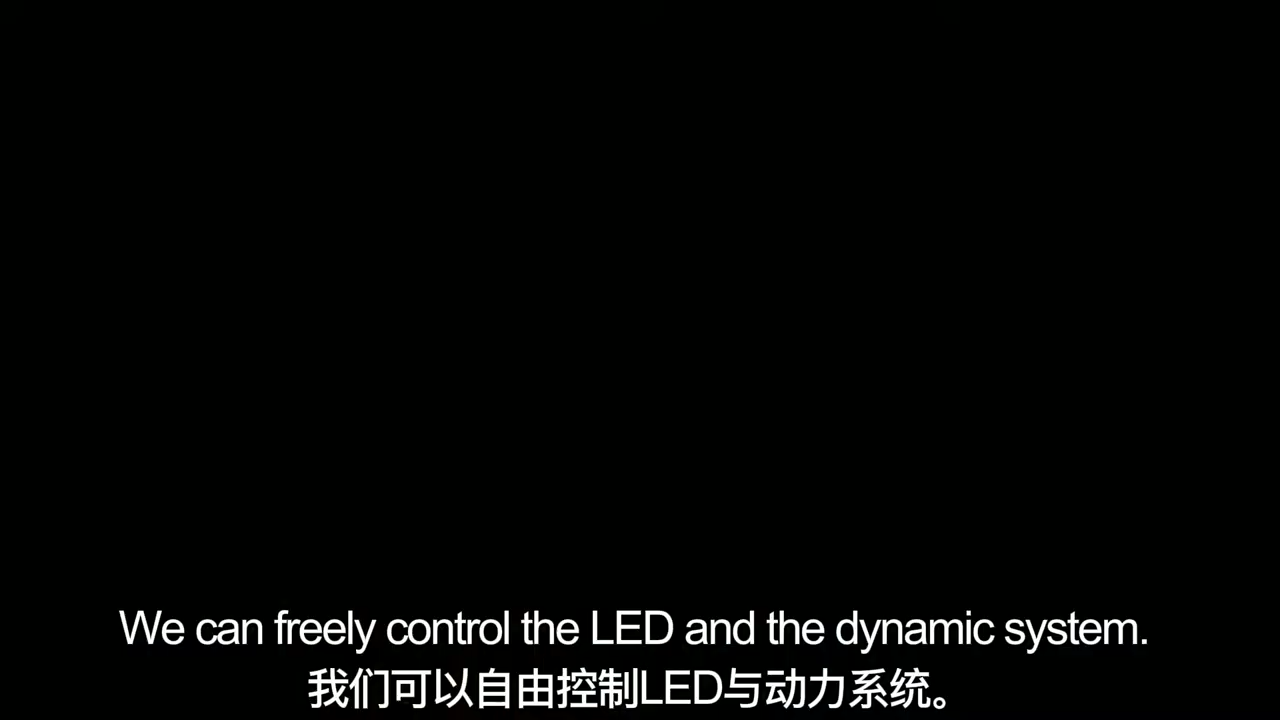 We can freely control the LED and the dynamic system.
我们可以自由控制LED与动力系统。